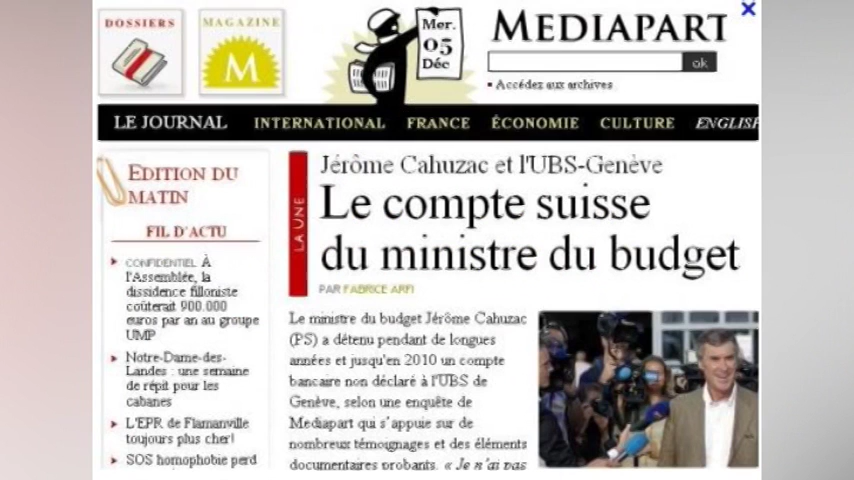 DOSSIERS
MAGAZINE
M
Mer.
05
Déc
MEDIAPART
ok
Accédez aux archives
LE JOURNAL INTERNATIONAL FRANCE ÉCONOMIE CULTURE ENGLISH
EDITION DU
MATIN
FIL D'ACTU
CONFIDENTIEL À
l'Assemblée, la
dissidence filloniste
coûterait 900.000
euros par an au groupe
UMP
Notre-Dame-des-
Landes : une semaine
de répit pour les
cabanes
L'EPR de Flamanville
toujours plus cher!
SOS homophobie perd
LA UNE
Jérôme Cahuzac et l'UBS-Genève
Le compte suisse
du ministre du budget
PAR FABRICE ARFI
Le ministre du budget Jérôme Cahuzac
(PS) a détenu pendant de longues
années et jusqu'en 2010 un compte
bancaire non déclaré à l'UBS de
Genève, selon une enquête de
Mediapart qui s'appuie sur de
nombreux témoignages et des éléments
documentaires probants. « Je n'ai pas